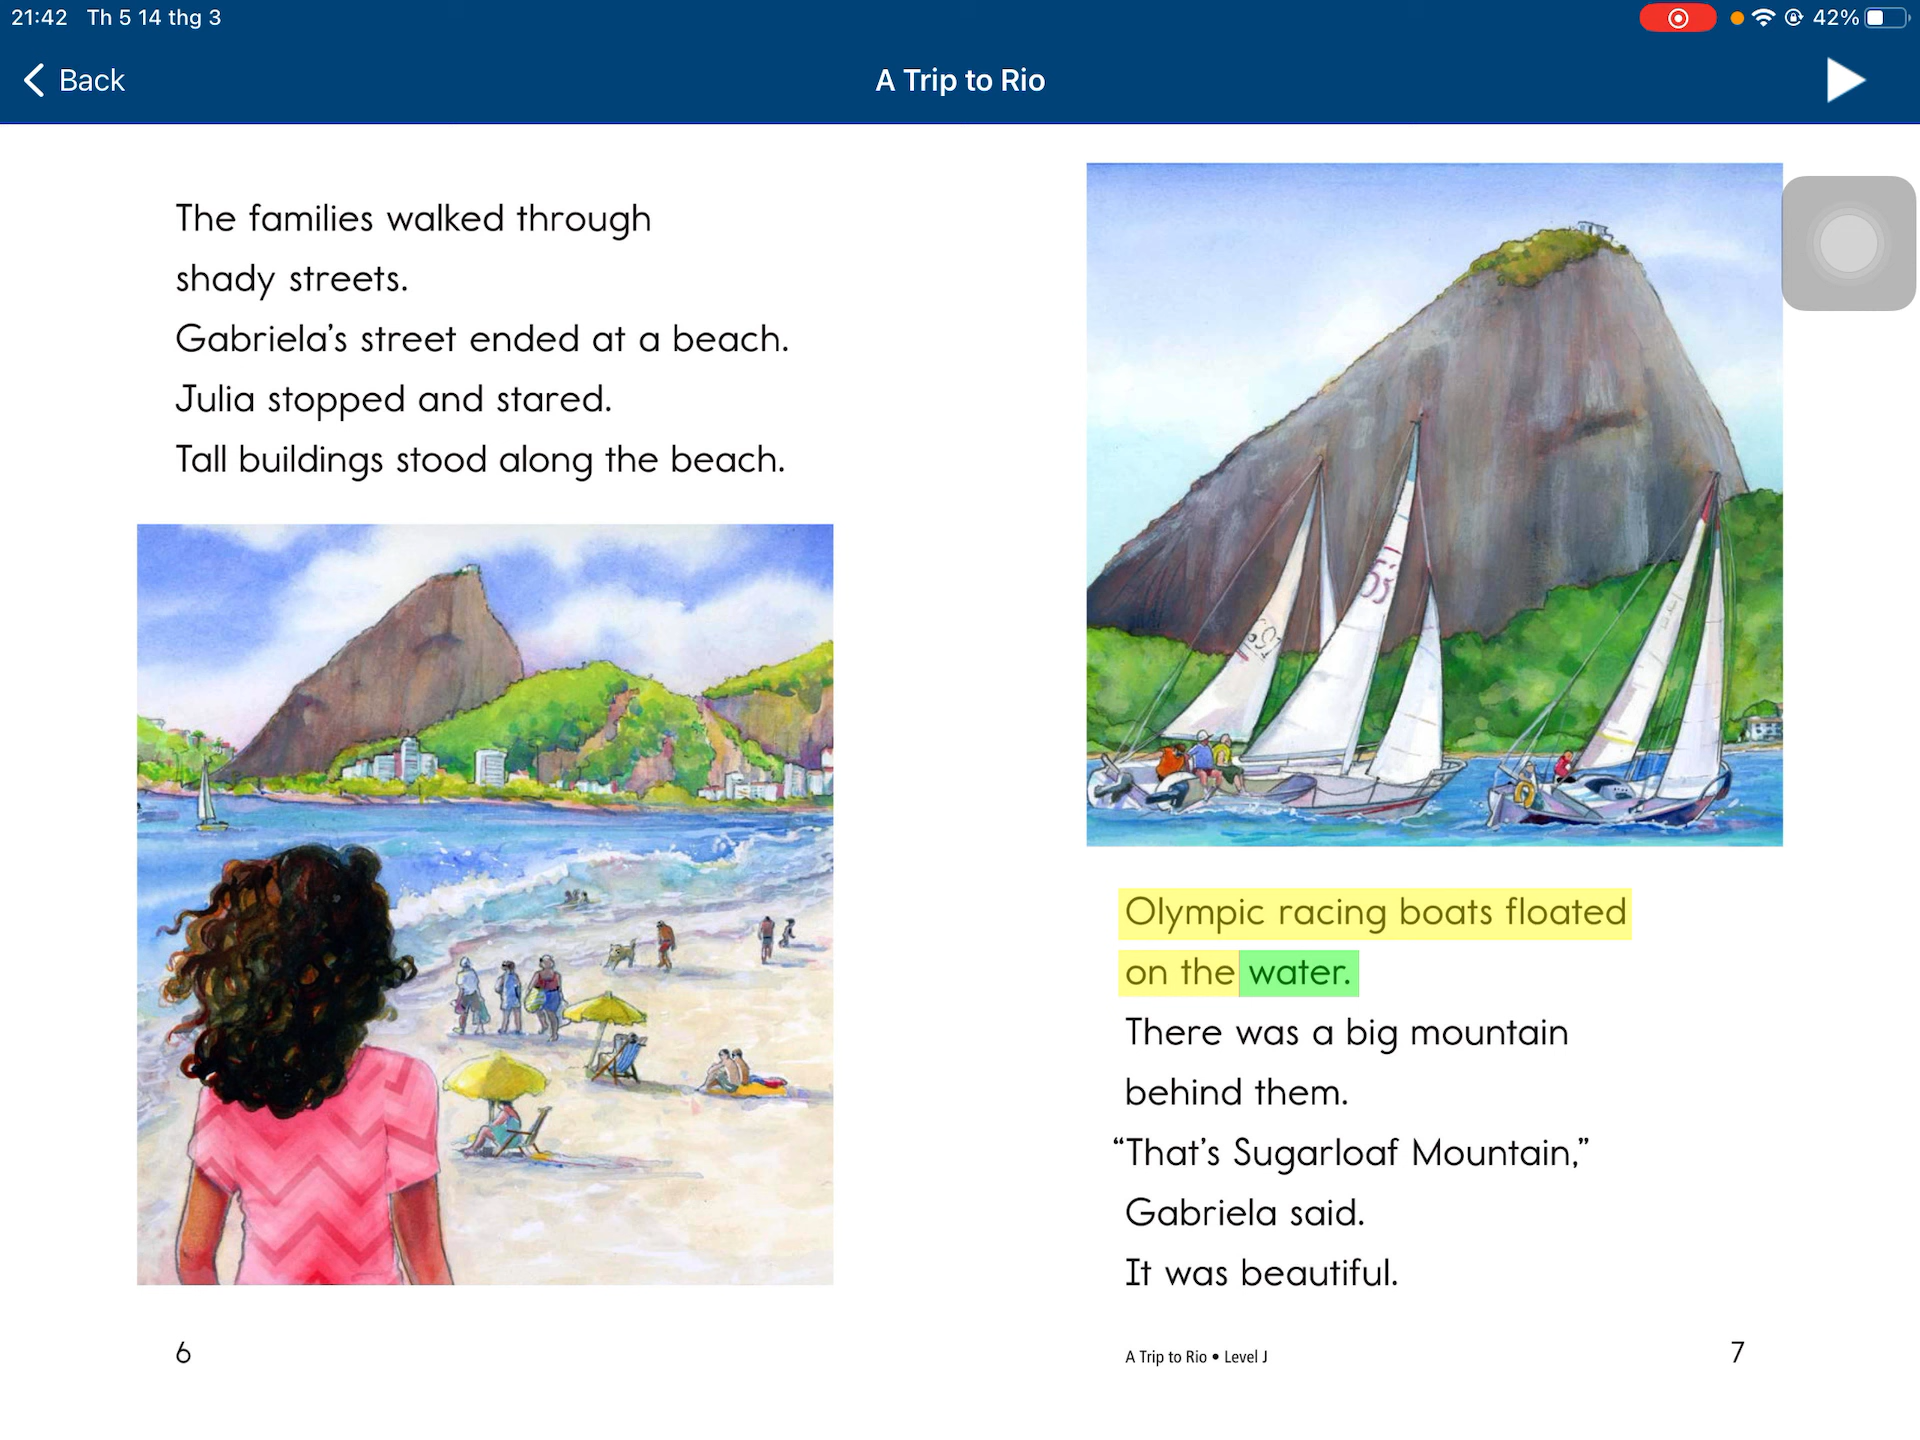 21:42 Th 5 14 thg 3
42%
Back
A Trip to Rio
The families walked through
shady streets.
Gabriela's street ended at a beach.
Julia stopped and stared.
Tall buildings stood along the beach.
6
Olympic racing boats floated
on the water.
There was a big mountain
behind them.
“That's Sugarloaf Mountain,”
Gabriela said.
It was beautiful.
A Trip to Rio • Level J
7